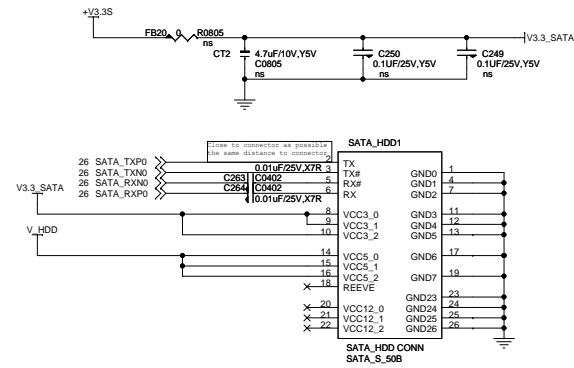 +V3.3S
FB20 0 R0805
ns
V3.3_SATA
CT2 4.7uF/10V,Y5V
C0805
ns
C250
0.1UF/25V,Y5V
ns
C249
0.1UF/25V,Y5V
ns
Close to connector as possible
the same distance to connector
SATA_HDD1
26 SATA_TXP0 2 TX
26 SATA_TXN0 0.01uF/25V,X7R 3 TX# GND0 1
26 SATA_RXN0 C263 C0402 5 RX# GND1 4
26 SATA_RXP0 C264 C0402 6 RX GND2 7
0.01uF/25V,X7R
V3.3_SATA
8 VCC3_0 GND3 11
9 VCC3_1 GND4 12
10 VCC3_2 GND5 13
V_HDD
14 VCC5_0 GND6 17
15 VCC5_1
16 VCC5_2 GND7 19
18 REEVE
GND23 23
20 VCC12_0 GND24 24
21 VCC12_1 GND25 25
22 VCC12_2 GND26 26
SATA_HDD CONN
SATA_S_50B